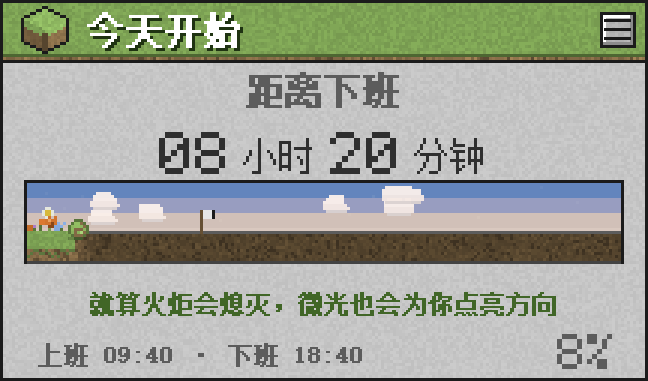 今天开始
距离下班
08 小时 20 分钟
就算火炬会熄灭，微光也会为你点亮方向
上班 09:40 · 下班 18:40
8%